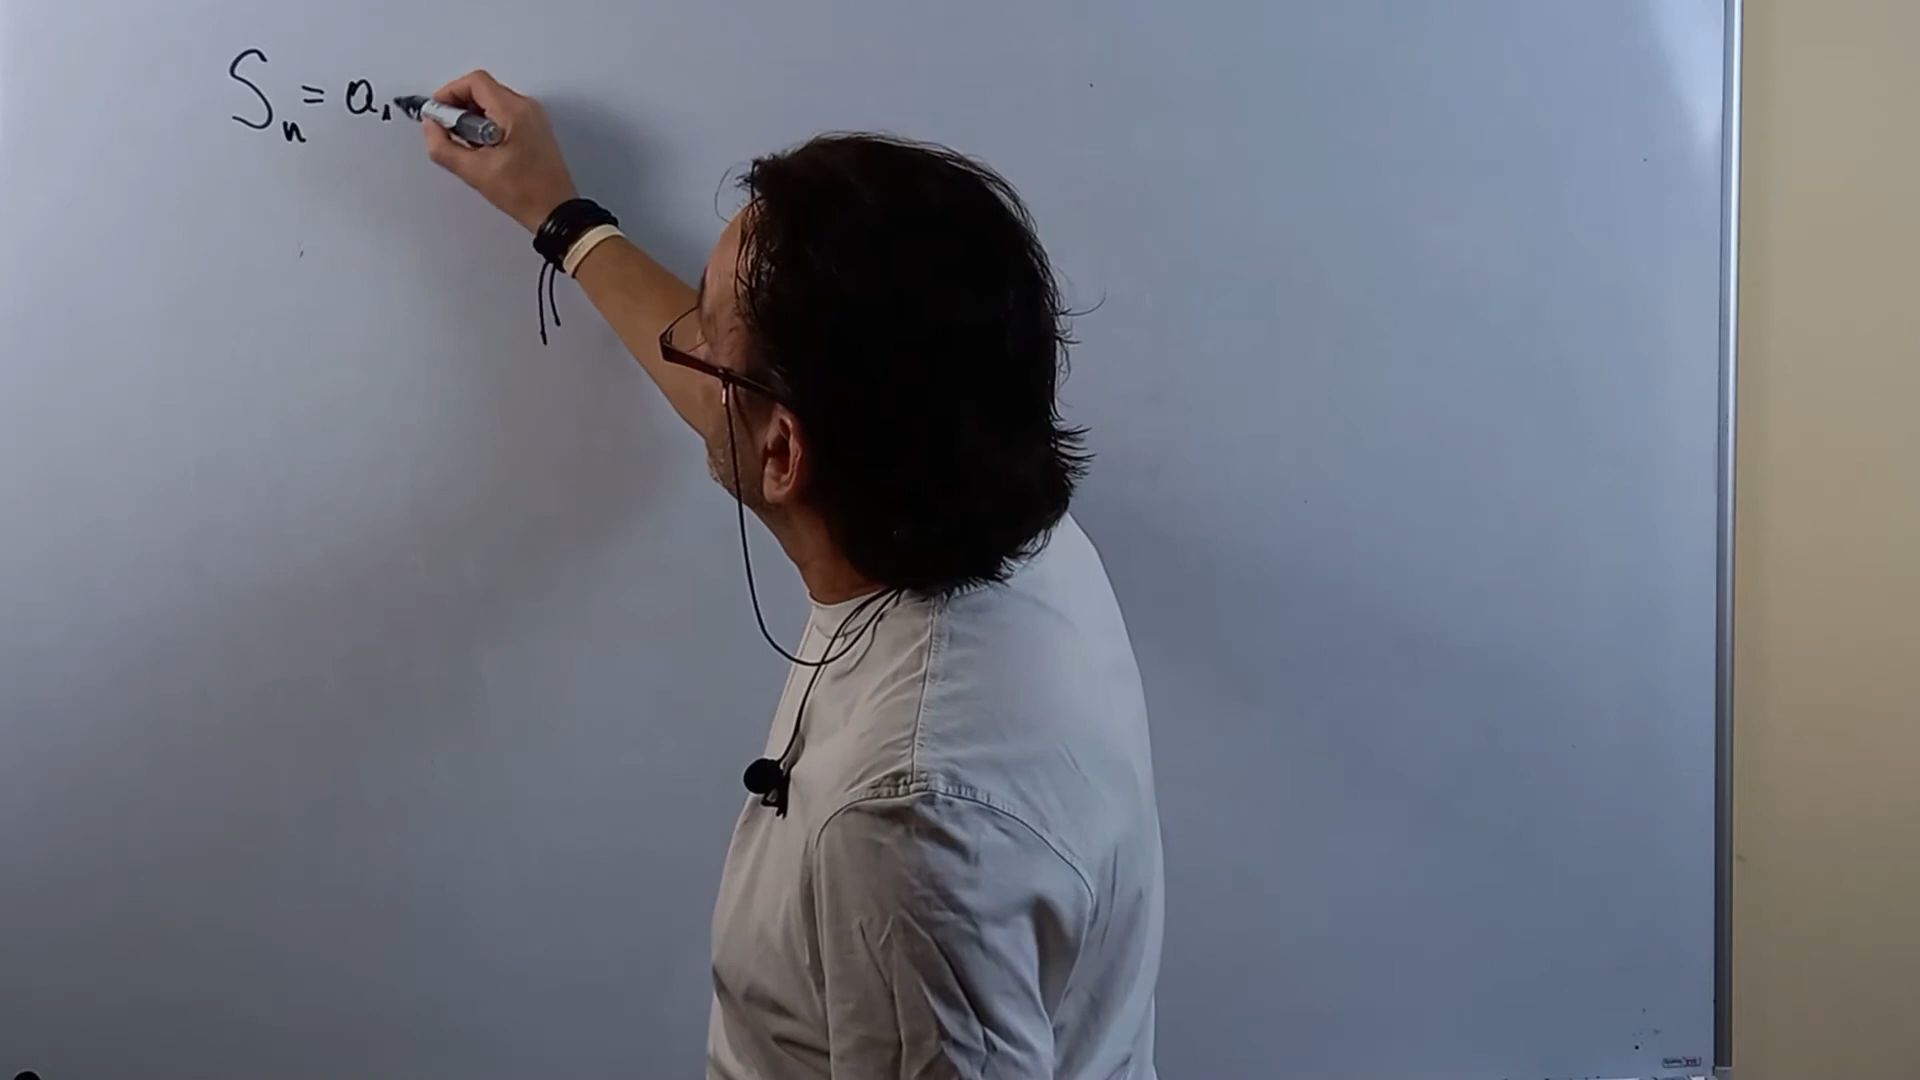 Sₙ = a₁